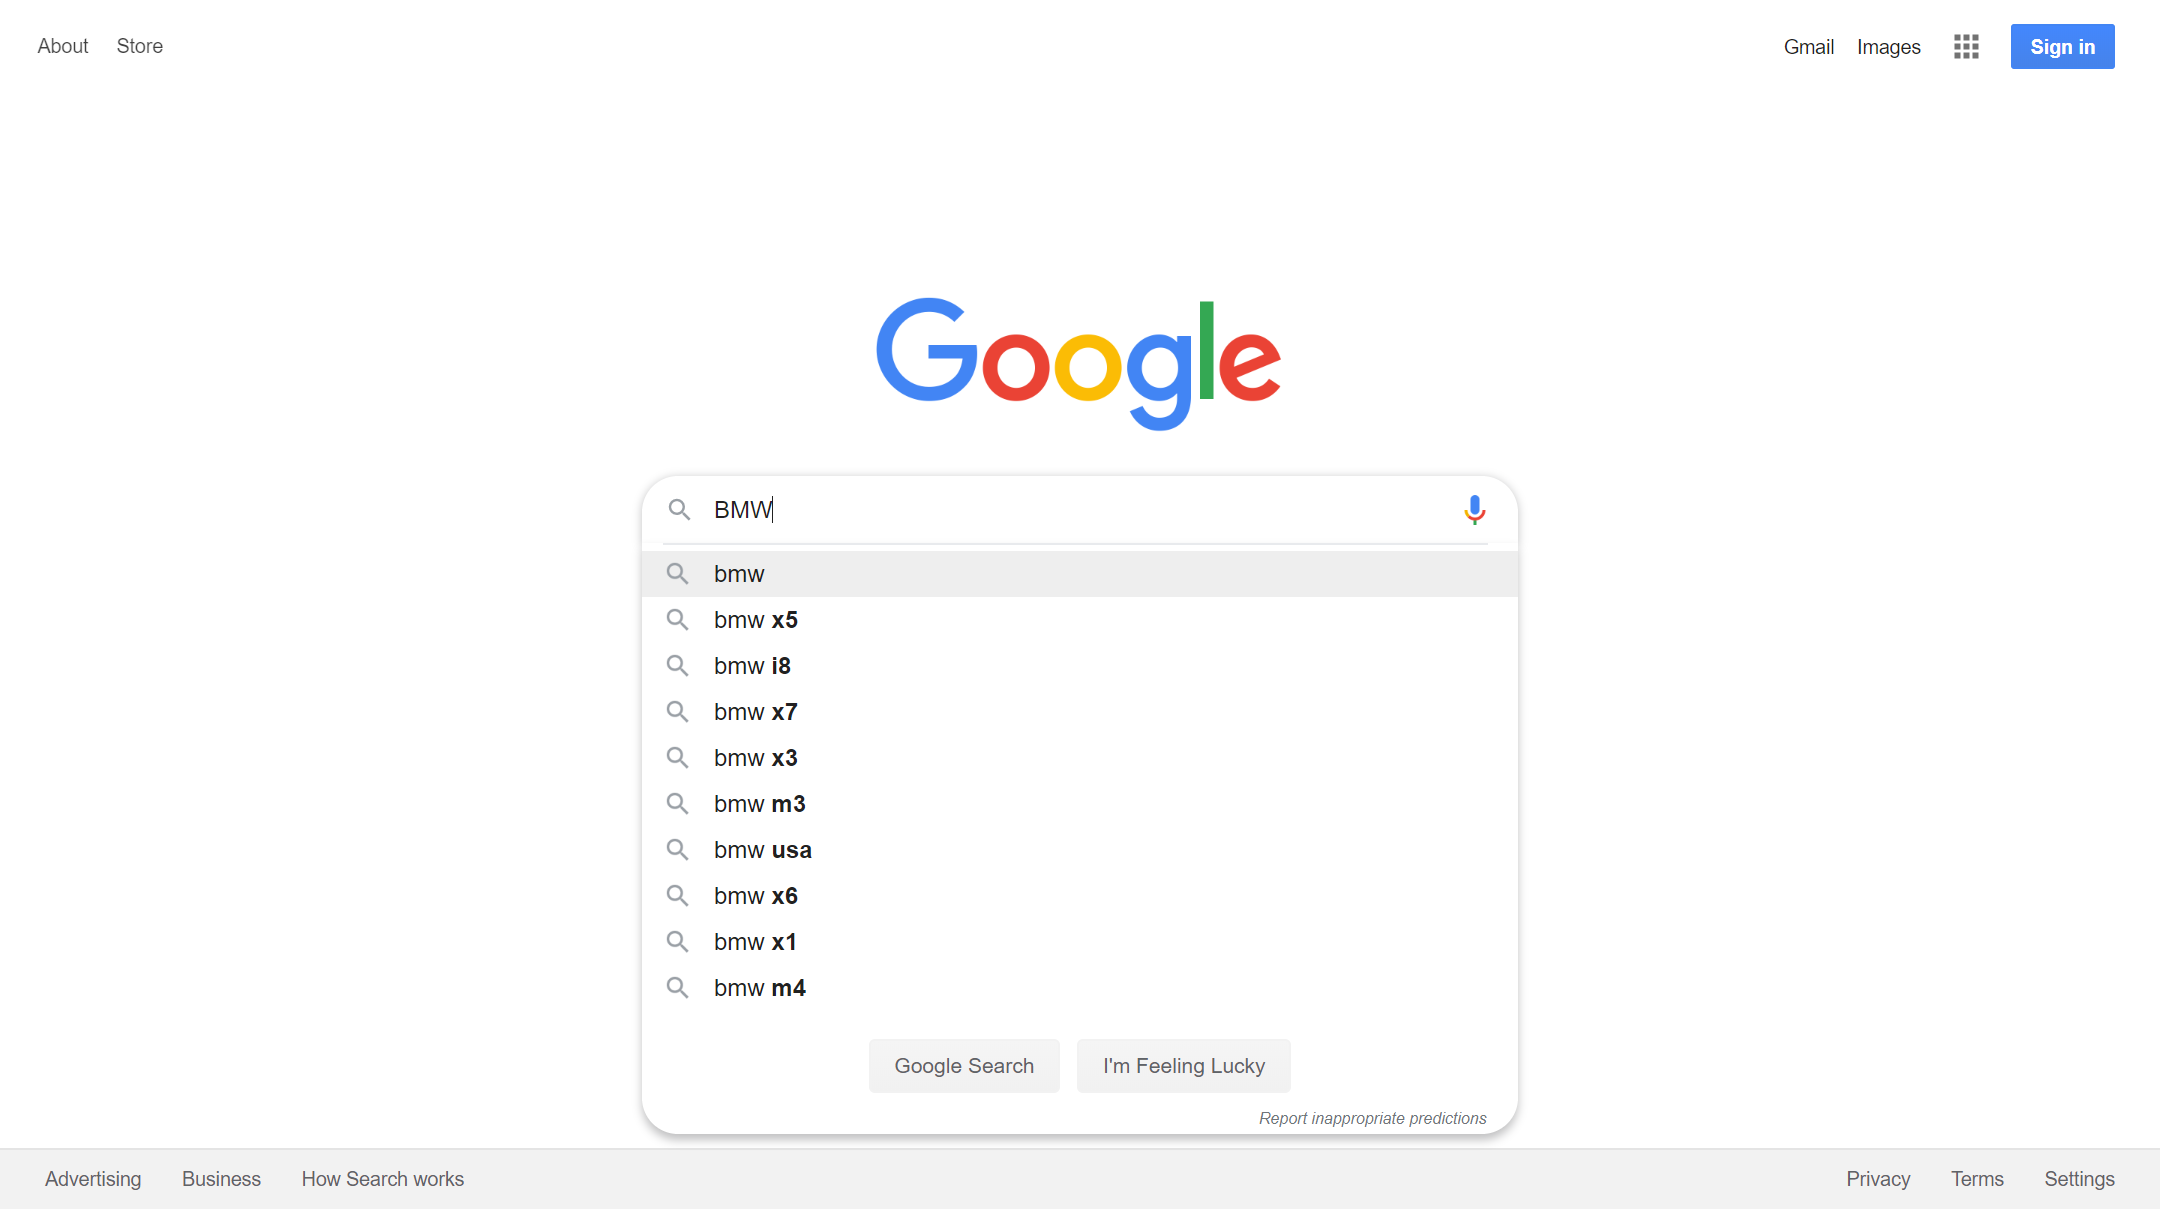 About Store Gmail Images Sign in
Google
BMW
bmw
bmw x5
bmw i8
bmw x7
bmw x3
bmw m3
bmw usa
bmw x6
bmw x1
bmw m4
Google Search I'm Feeling Lucky
Report inappropriate predictions
Advertising Business How Search works Privacy Terms Settings